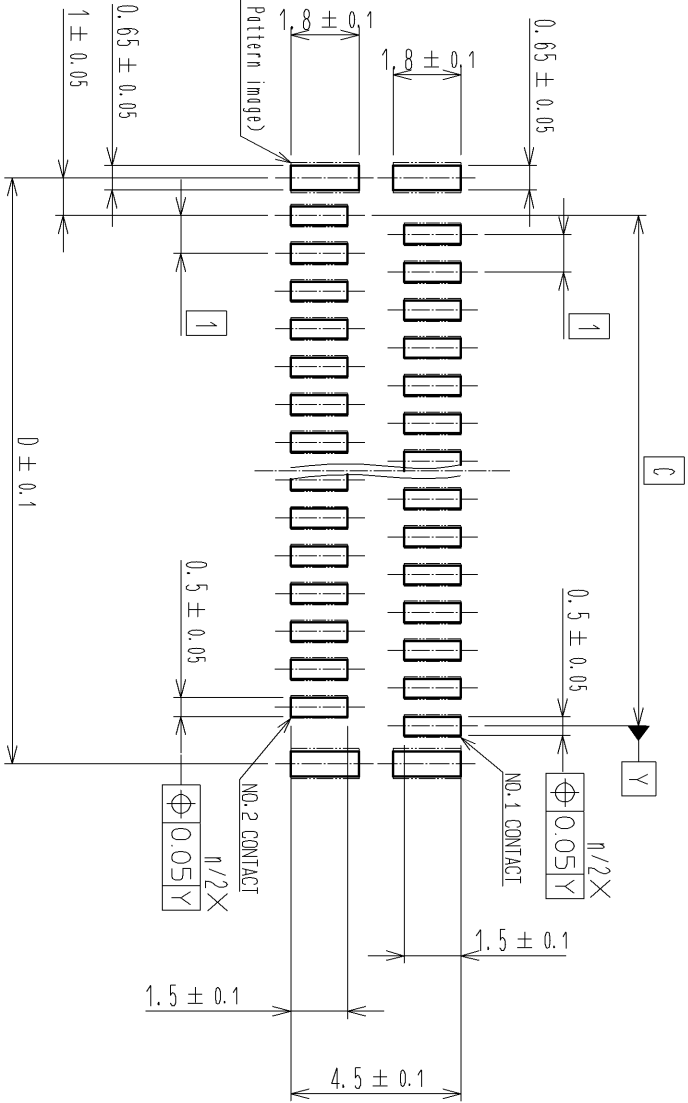 1.8 ± 0.1
1.8 ± 0.1
0.65 ± 0.05
0.65 ± 0.05
1 ± 0.05
Pattern image)
1
1
C
D ± 0.1
0.5 ± 0.05
0.5 ± 0.05
Y
NO.1 CONTACT
n/2X
⌖ 0.05 Y
NO.2 CONTACT
n/2X
⌖ 0.05 Y
1.5 ± 0.1
1.5 ± 0.1
4.5 ± 0.1